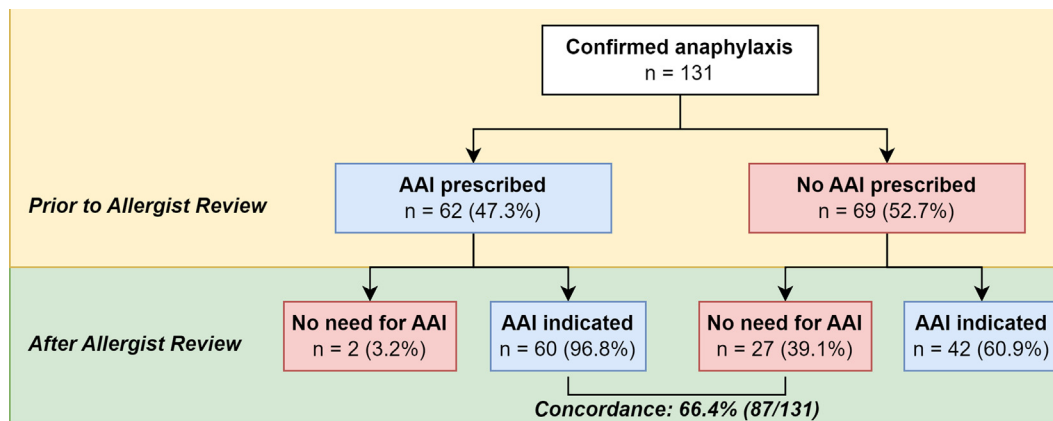 Confirmed anaphylaxis
n = 131
AAI prescribed
n = 62 (47.3%)
No AAI prescribed
n = 69 (52.7%)
Prior to Allergist Review
No need for AAI
n = 2 (3.2%)
AAI indicated
n = 60 (96.8%)
No need for AAI
n = 27 (39.1%)
AAI indicated
n = 42 (60.9%)
After Allergist Review
Concordance: 66.4% (87/131)